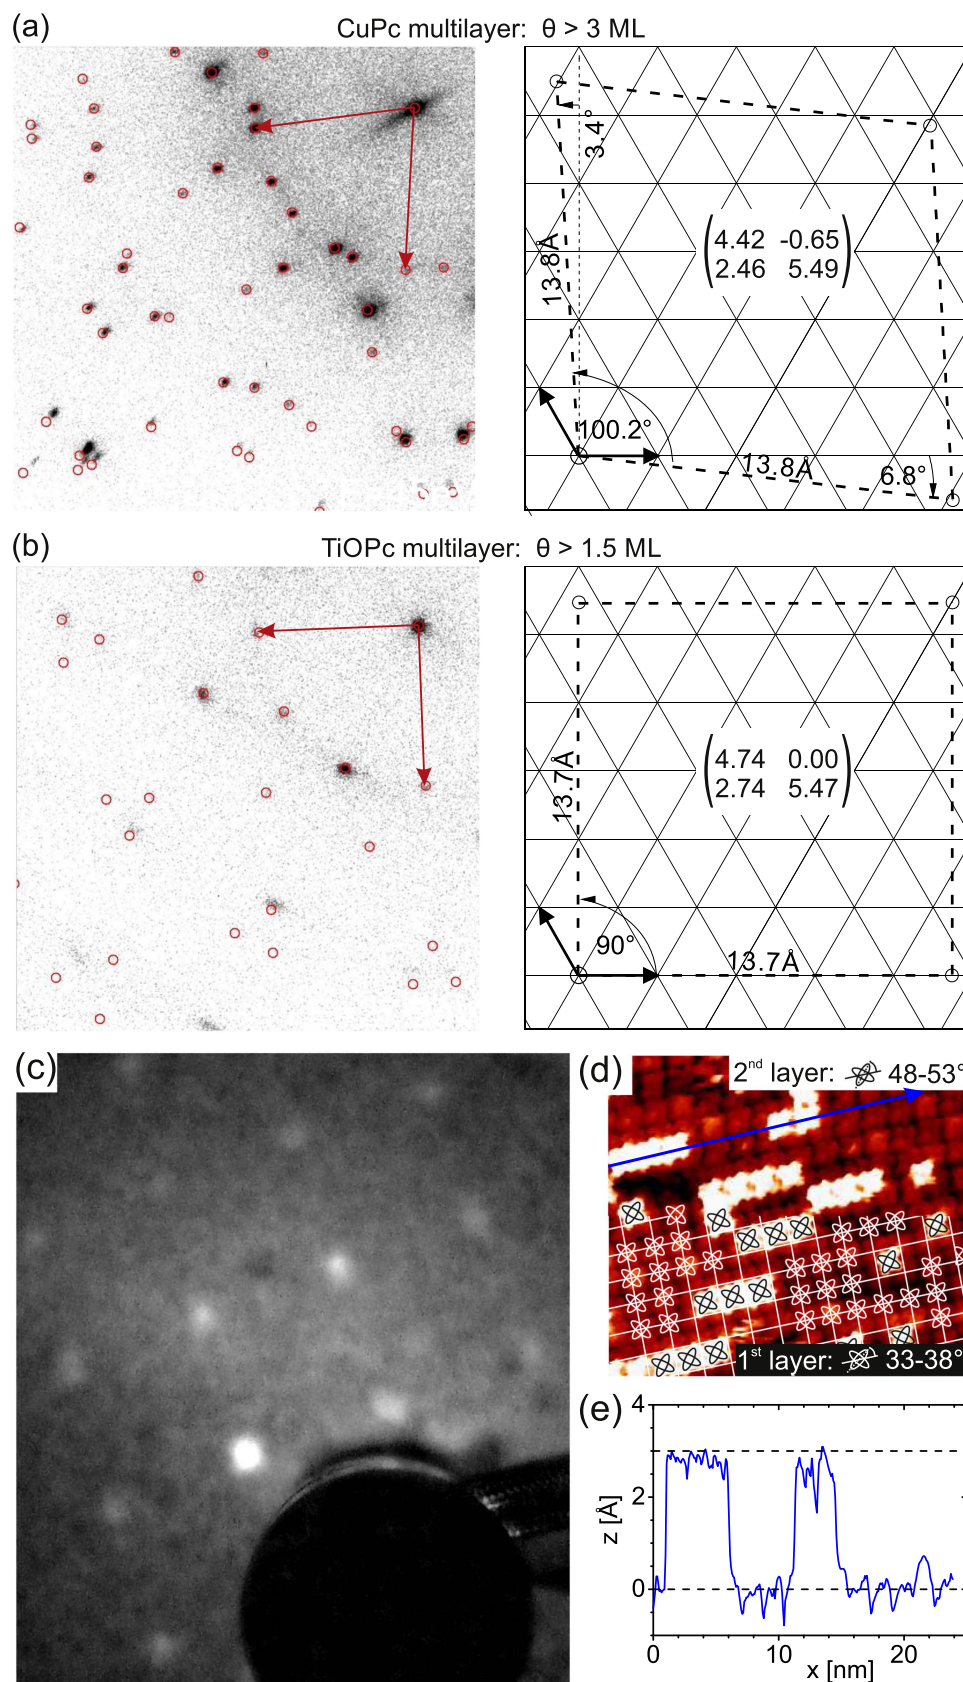 (a)
CuPc multilayer: θ > 3 ML
3.4°
13.8Å
4.42 -0.65
2.46 5.49
100.2°
13.8Å
6.8°
(b)
TiOPc multilayer: θ > 1.5 ML
13.7Å
4.74 0.00
2.74 5.47
90°
13.7Å
(c)
(d)
2nd layer: 48-53°
1st layer: 33-38°
(e)
4
2
0
z [Å]
0 10 20
x [nm]